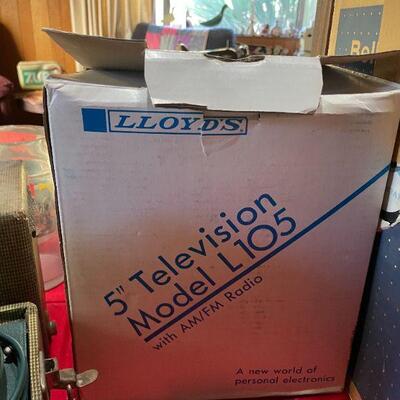 LLOYD'S
5" Television
Model L105
with AM/FM Radio
A new world of
personal electronics